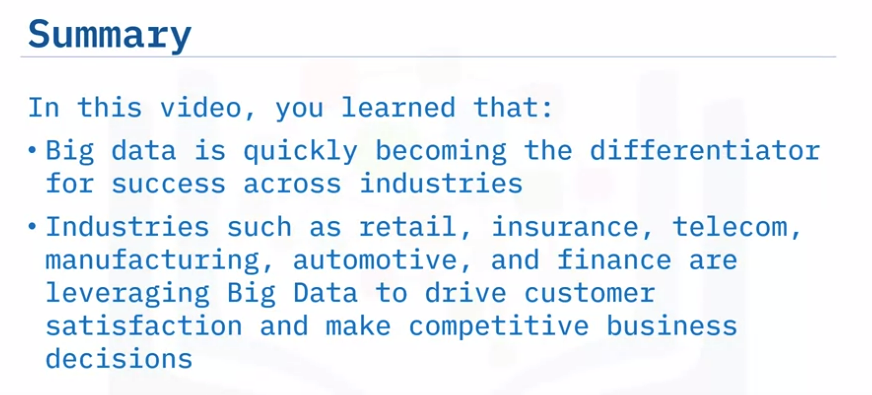 Summary
In this video, you learned that:
• Big data is quickly becoming the differentiator
for success across industries
• Industries such as retail, insurance, telecom,
manufacturing, automotive, and finance are
leveraging Big Data to drive customer
satisfaction and make competitive business
decisions